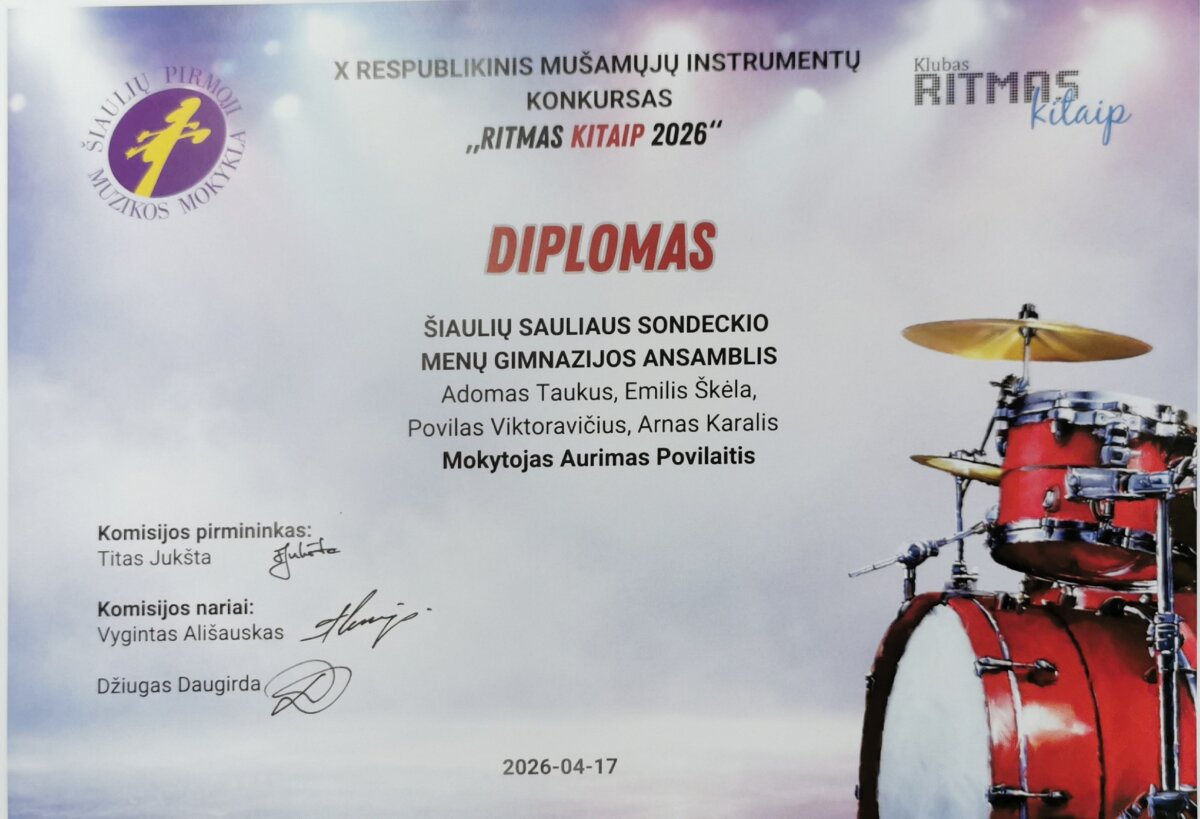 ŠIAULIŲ PIRMOJI
MUZIKOS MOKYKLA
X RESPUBLIKINIS MUŠAMŲJŲ INSTRUMENTŲ
KONKURSAS
„RITMAS KITAIP 2026“
Klubas
RITMAS
kitaip
DIPLOMAS
ŠIAULIŲ SAULIAUS SONDECKIO
MENŲ GIMNAZIJOS ANSAMBLIS
Adomas Taukus, Emilis Škėla,
Povilas Viktoravičius, Arnas Karalis
Mokytojas Aurimas Povilaitis
Komisijos pirmininkas:
Titas Jukšta
Komisijos nariai:
Vygintas Ališauskas
Džiugas Daugirda
2026-04-17